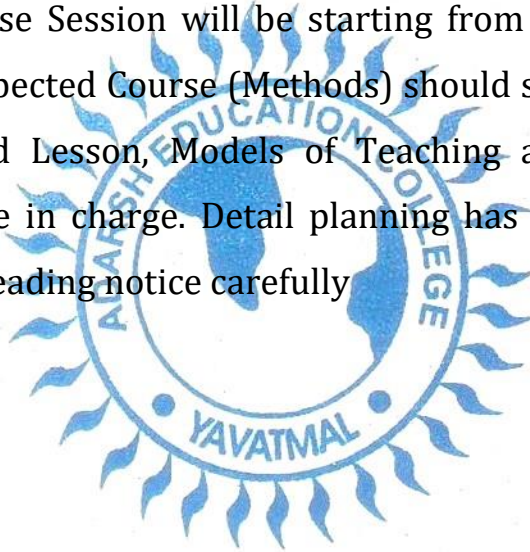 se Session will be starting from
pected Course (Methods) should s
d Lesson, Models of Teaching a
e in charge. Detail planning has
eading notice carefully
ADARSH EDUCATION COLLEGE
YAVATMAL